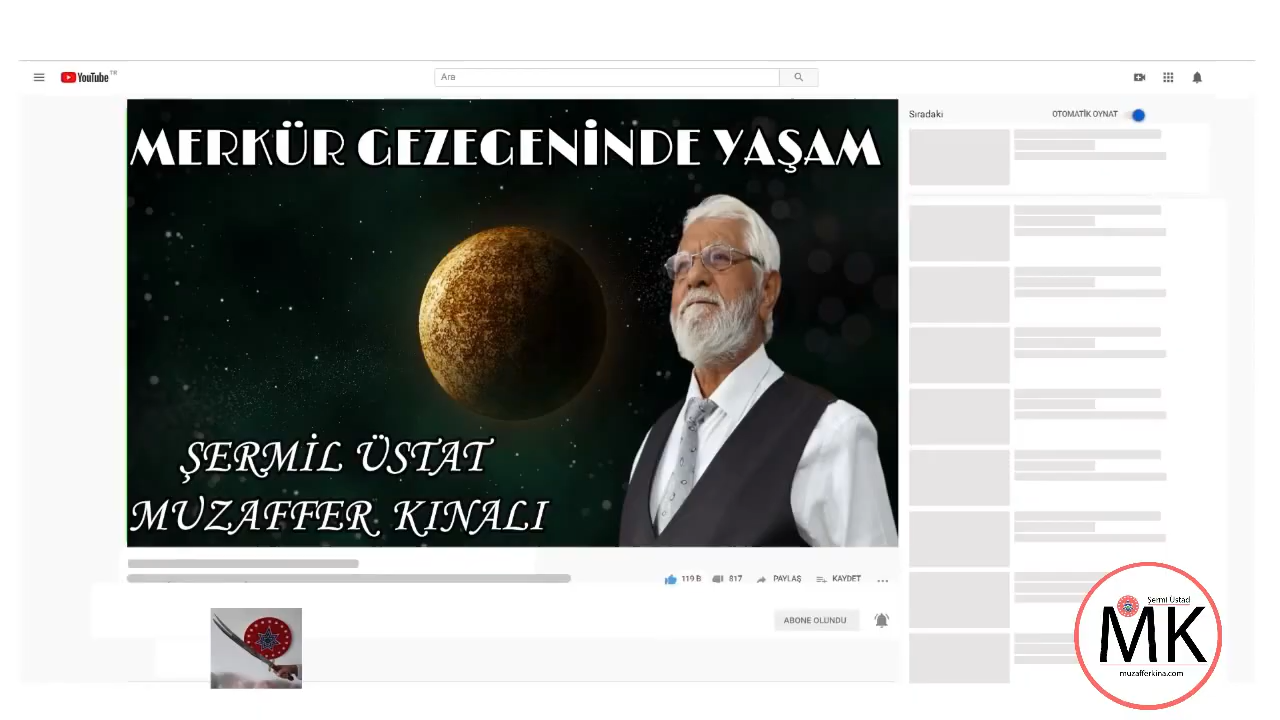 YouTube TR
Ara
MERKÜR GEZEGENİNDE YAŞAM
ŞERMİL ÜSTAT
MUZAFFER KINALI
Sıradaki
OTOMATİK OYNAT
119 B
817
PAYLAŞ
KAYDET
ABONE OLUNDU
Şermi Üstad
MK
muzafferkina.com